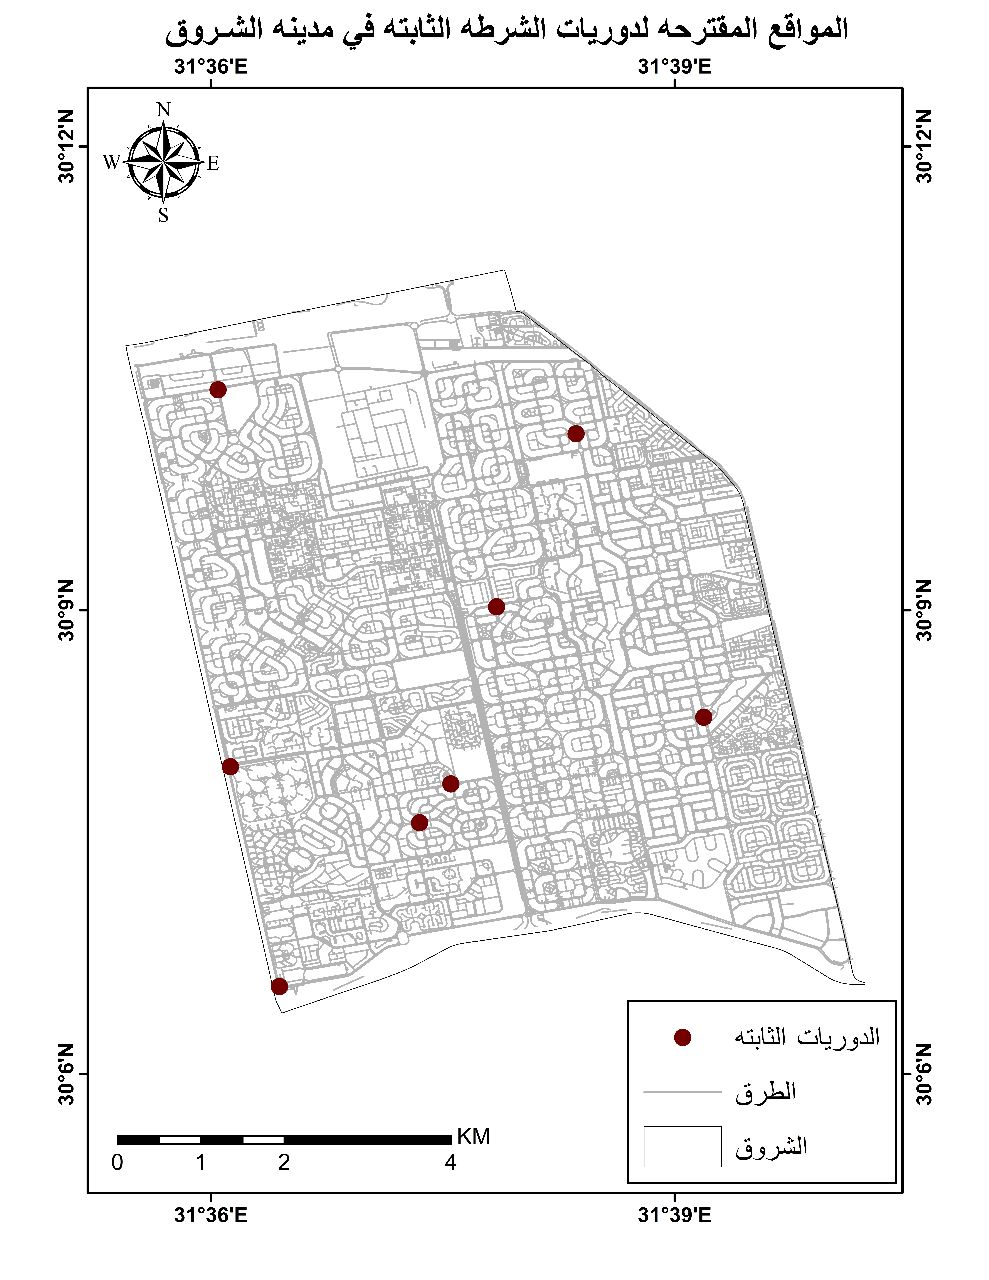 المواقع المقترحه لدوريات الشرطه الثابته في مدينه الشروق
31°36'E 31°39'E
30°12'N 30°12'N
N
W E
S
30°9'N 30°9'N
الدوريات الثابته
الطرق
الشروق
30°6'N 30°6'N
KM
0 1 2 4
31°36'E 31°39'E